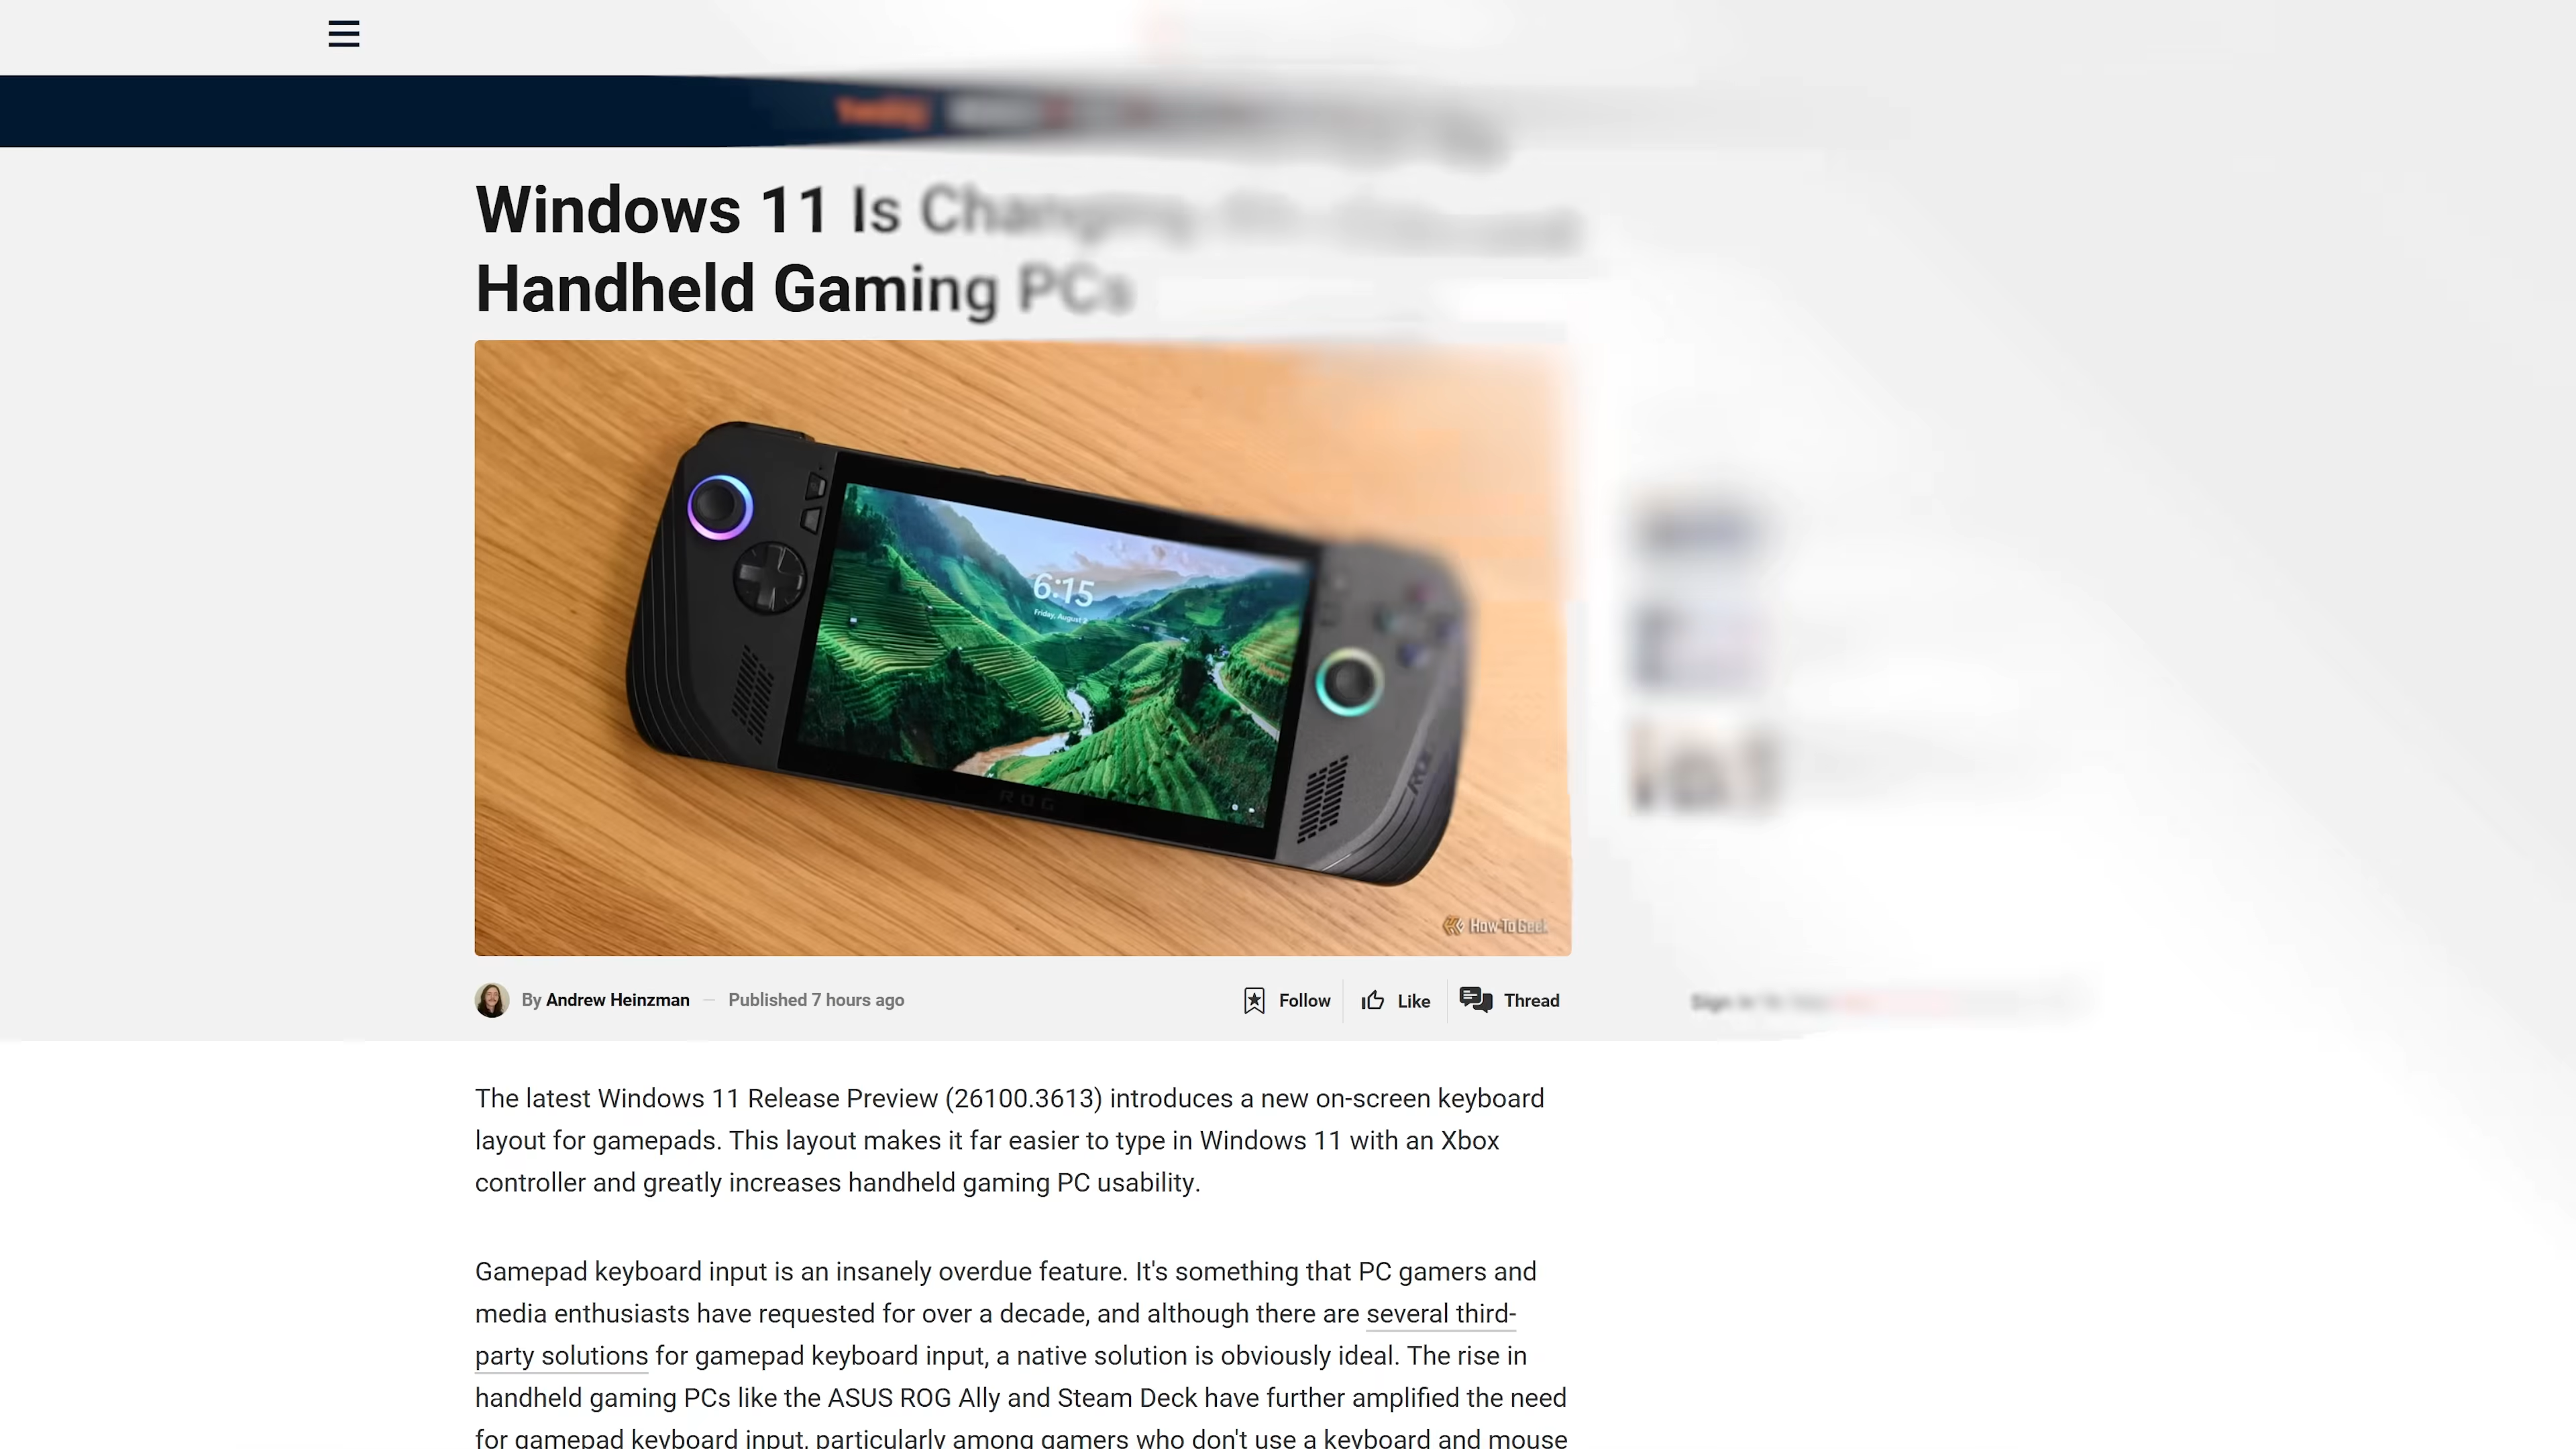 Windows 11 Is Changing
Handheld Gaming PCs
6:15
Friday, August
ROG
How-To Geek
By Andrew Heinzman — Published 7 hours ago
Follow
Like
Thread
Sign in
The latest Windows 11 Release Preview (26100.3613) introduces a new on-screen keyboard
layout for gamepads. This layout makes it far easier to type in Windows 11 with an Xbox
controller and greatly increases handheld gaming PC usability.
Gamepad keyboard input is an insanely overdue feature. It's something that PC gamers and
media enthusiasts have requested for over a decade, and although there are several third-
party solutions for gamepad keyboard input, a native solution is obviously ideal. The rise in
handheld gaming PCs like the ASUS ROG Ally and Steam Deck have further amplified the need
for gamepad keyboard input, particularly among gamers who don't use a keyboard and mouse